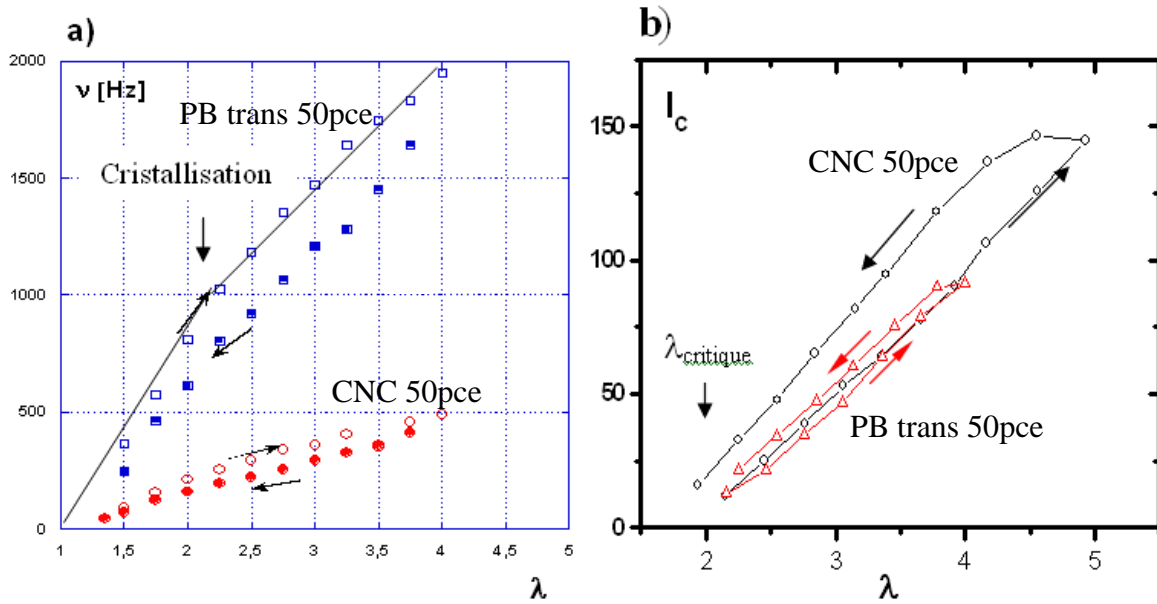 a)
ν [Hz]
2000
1500
1000
500
0
PB trans 50pce
Cristallisation
CNC 50pce
1 1,5 2 2,5 3 3,5 4 4,5 5
λ
b)
I_c
150
100
50
0
CNC 50pce
λcritique
PB trans 50pce
2 3 4 5
λ